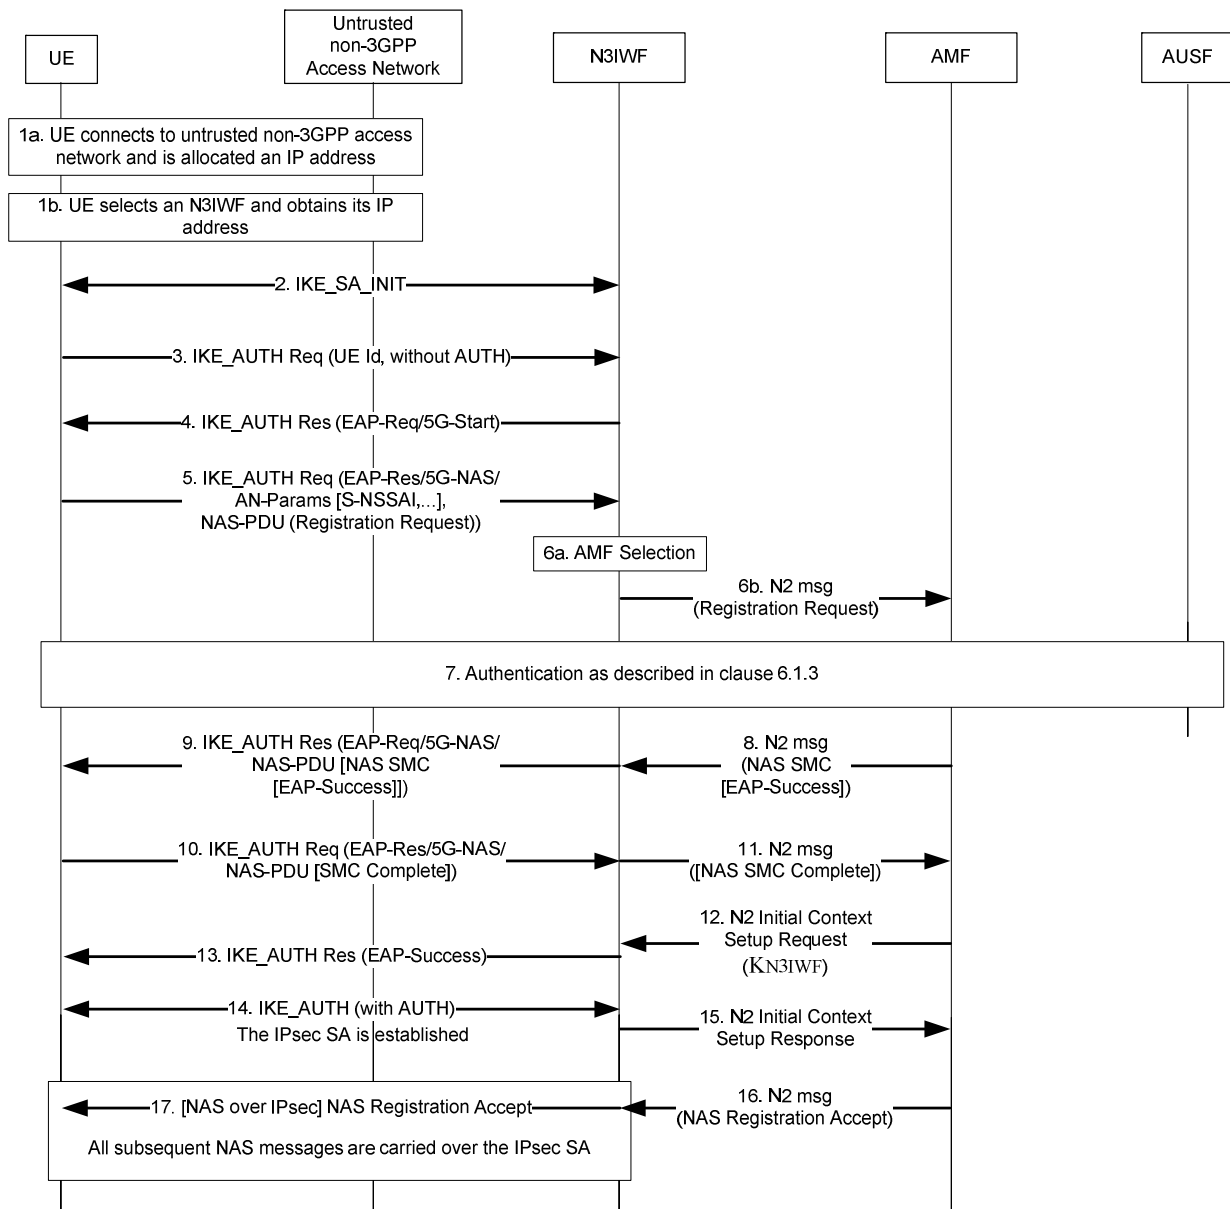 UE
Untrusted
non-3GPP
Access Network
N3IWF
AMF
AUSF
1a. UE connects to untrusted non-3GPP access
network and is allocated an IP address
1b. UE selects an N3IWF and obtains its IP
address
2. IKE_SA_INIT
3. IKE_AUTH Req (UE Id, without AUTH)
4. IKE_AUTH Res (EAP-Req/5G-Start)
5. IKE_AUTH Req (EAP-Res/5G-NAS/
AN-Params [S-NSSAI,...],
NAS-PDU (Registration Request))
6a. AMF Selection
6b. N2 msg
(Registration Request)
7. Authentication as described in clause 6.1.3
9. IKE_AUTH Res (EAP-Req/5G-NAS/
NAS-PDU [NAS SMC
[EAP-Success]])
8. N2 msg
(NAS SMC
[EAP-Success])
10. IKE_AUTH Req (EAP-Res/5G-NAS/
NAS-PDU [SMC Complete])
11. N2 msg
([NAS SMC Complete])
12. N2 Initial Context
Setup Request
(KN3IWF)
13. IKE_AUTH Res (EAP-Success)
14. IKE_AUTH (with AUTH)
The IPsec SA is established
15. N2 Initial Context
Setup Response
16. N2 msg
(NAS Registration Accept)
17. [NAS over IPsec] NAS Registration Accept
All subsequent NAS messages are carried over the IPsec SA